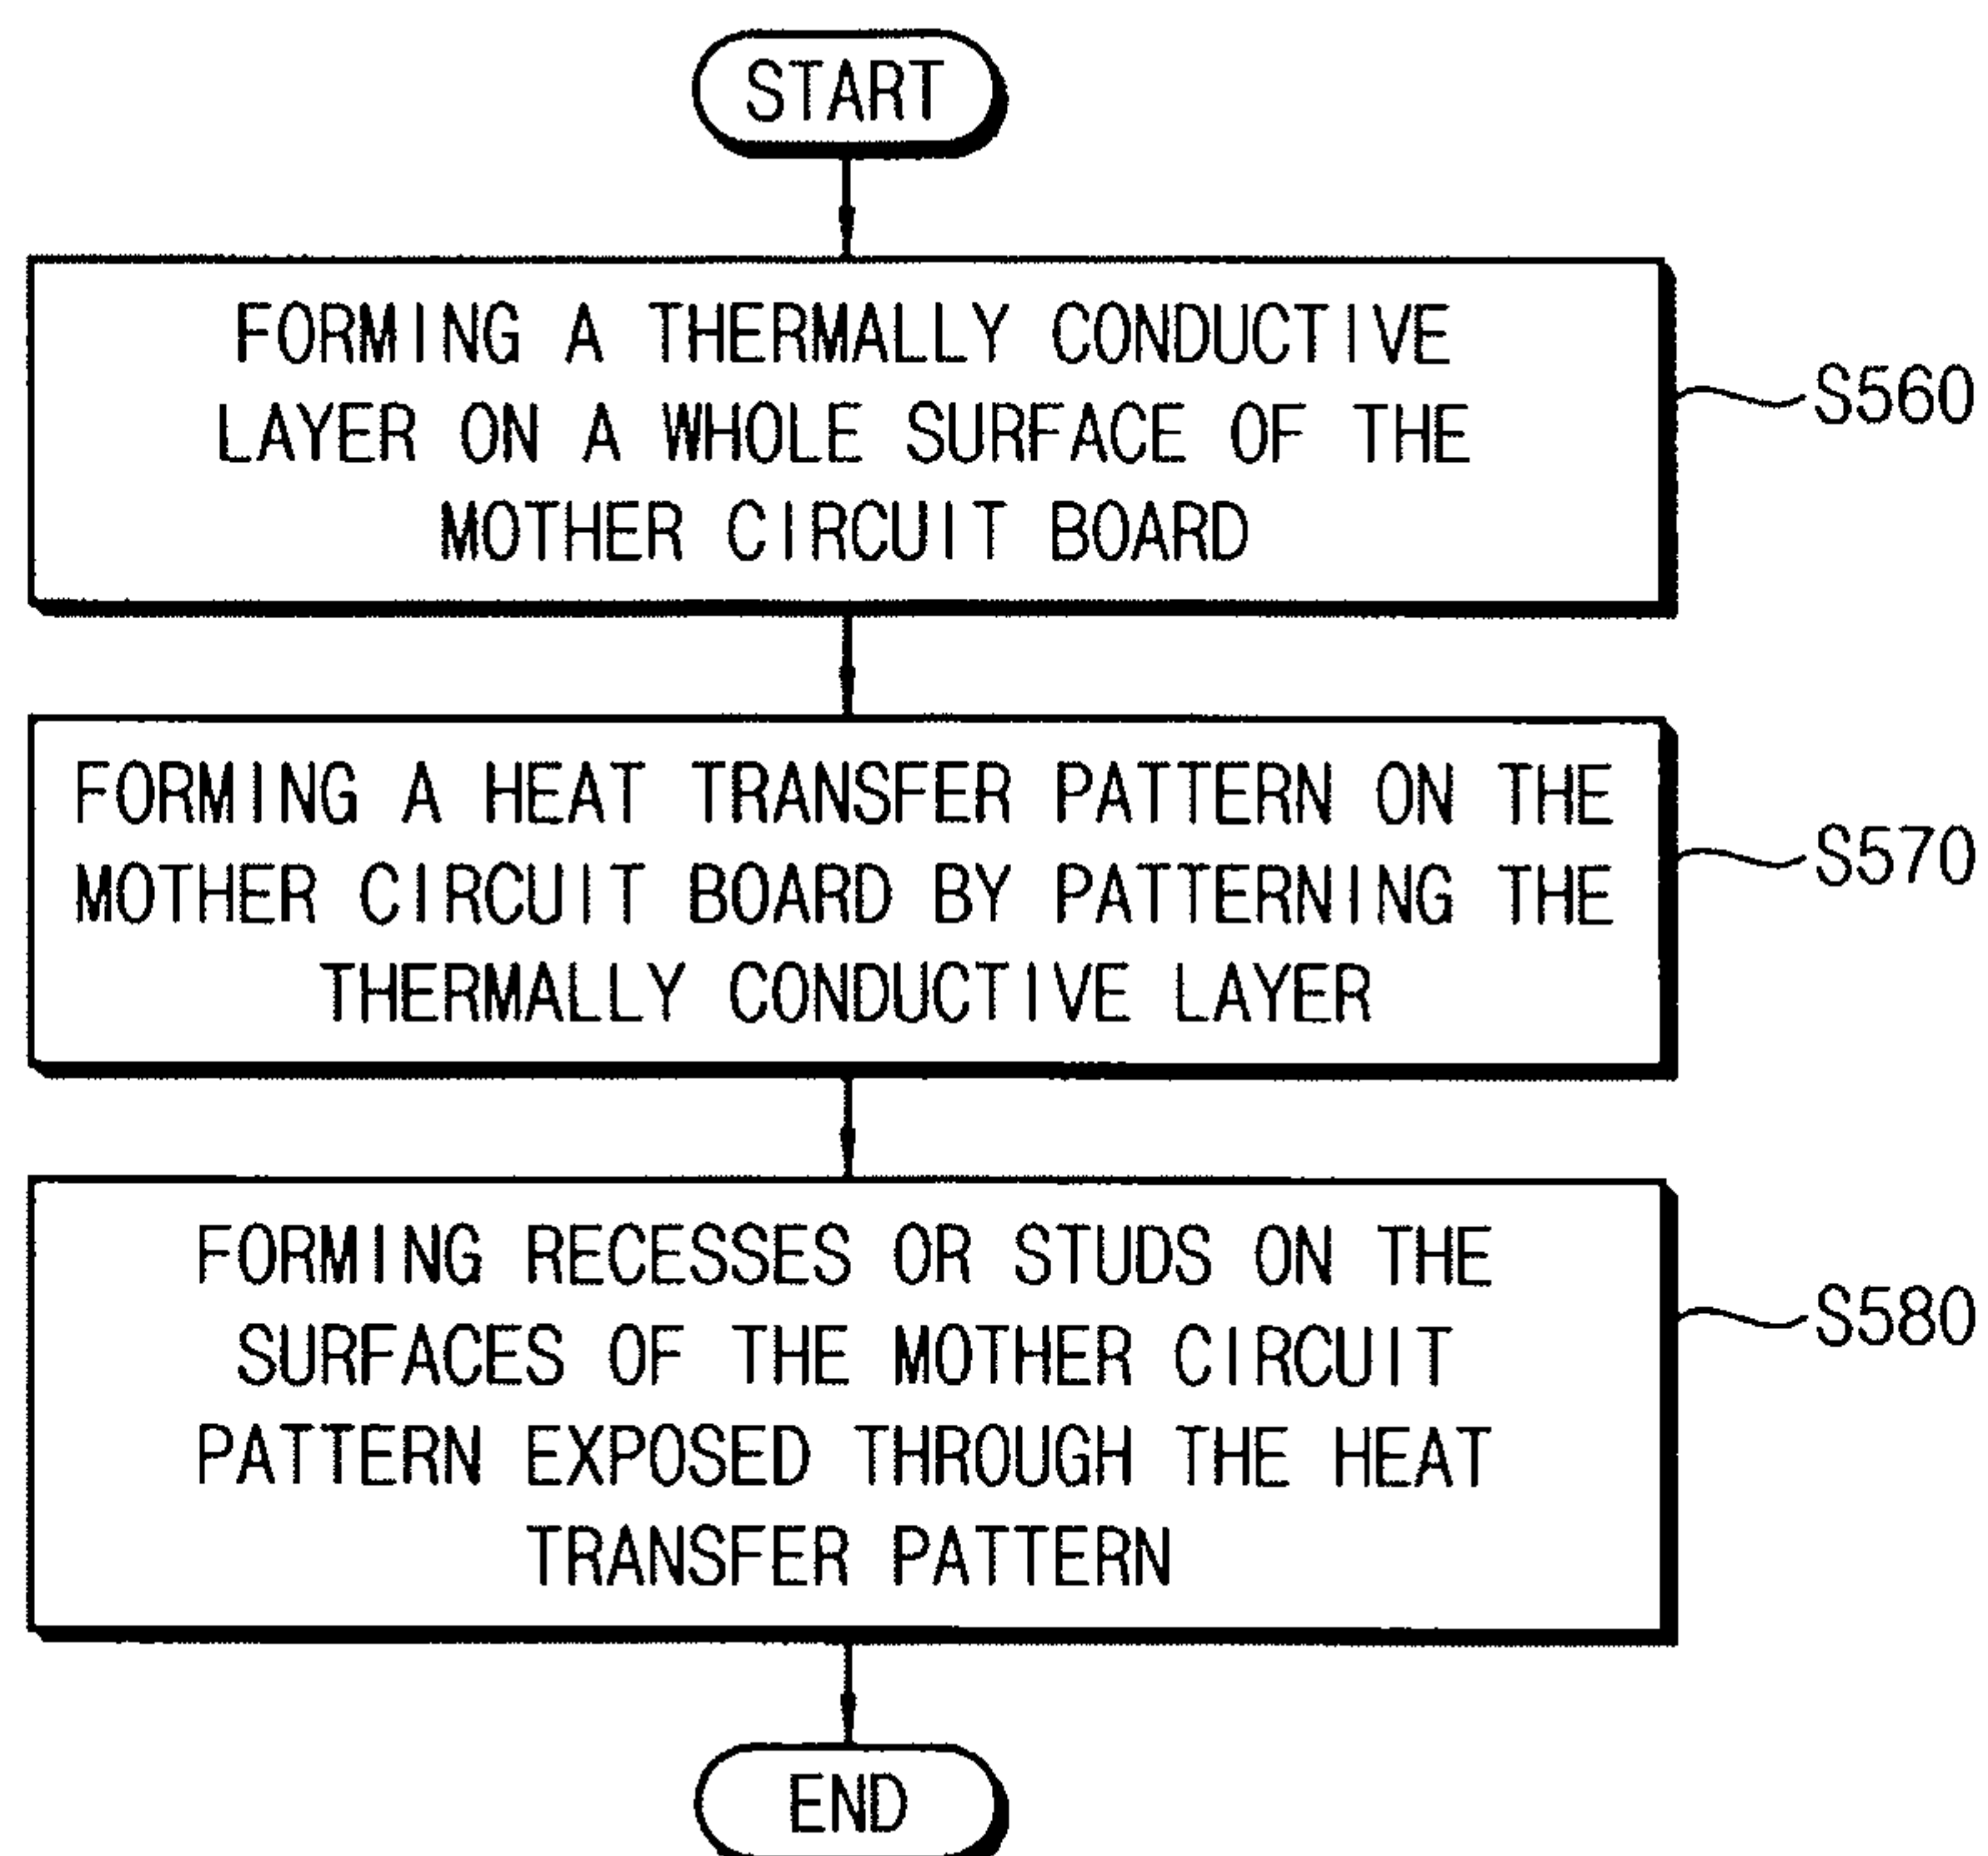 START
FORMING A THERMALLY CONDUCTIVE
LAYER ON A WHOLE SURFACE OF THE
MOTHER CIRCUIT BOARD
S560
FORMING A HEAT TRANSFER PATTERN ON THE
MOTHER CIRCUIT BOARD BY PATTERNING THE
THERMALLY CONDUCTIVE LAYER
S570
FORMING RECESSES OR STUDS ON THE
SURFACES OF THE MOTHER CIRCUIT
PATTERN EXPOSED THROUGH THE HEAT
TRANSFER PATTERN
S580
END